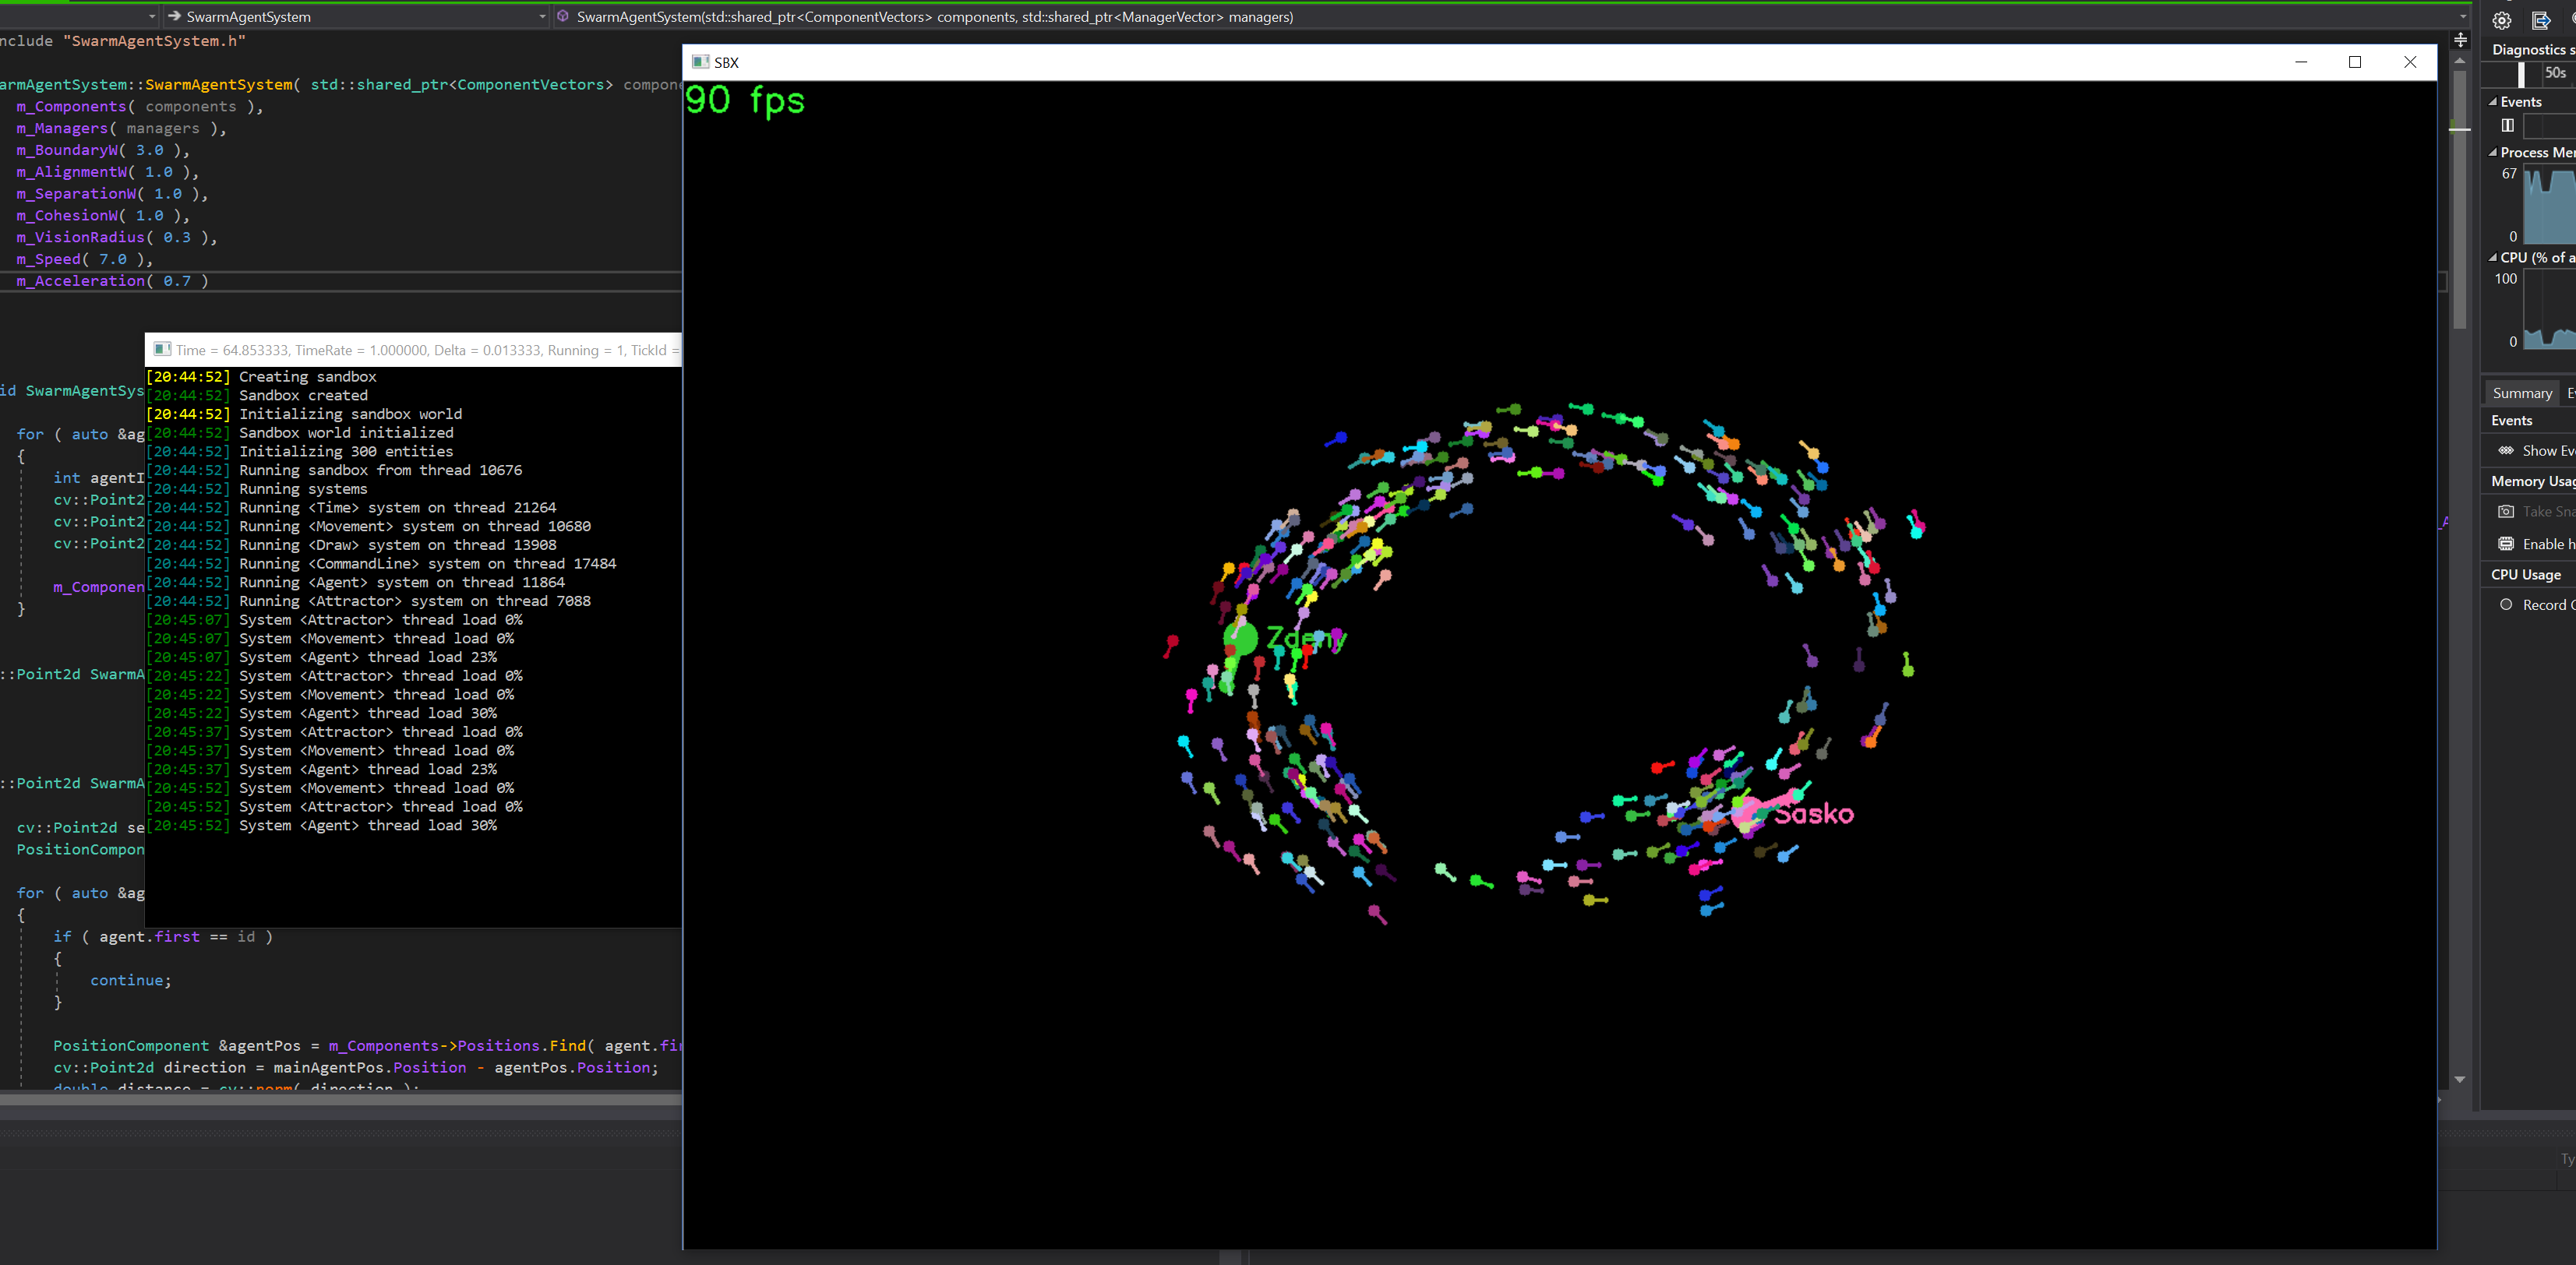 SwarmAgentSystem
SwarmAgentSystem(std::shared_ptr<ComponentVectors> components, std::shared_ptr<ManagerVector> managers)
nclude "SwarmAgentSystem.h"
armAgentSystem::SwarmAgentSystem( std::shared_ptr<ComponentVectors> compone
m_Components( components ),
m_Managers( managers ),
m_BoundaryW( 3.0 ),
m_AlignmentW( 1.0 ),
m_SeparationW( 1.0 ),
m_CohesionW( 1.0 ),
m_VisionRadius( 0.3 ),
m_Speed( 7.0 ),
m_Acceleration( 0.7 )
id SwarmAgentSys
for ( auto &ag
{
int agentI
cv::Point2
cv::Point2
cv::Point2
m_Componen
}
::Point2d SwarmA
::Point2d SwarmA
cv::Point2d se
PositionCompon
for ( auto &ag
{
if ( agent.first == id )
{
continue;
}
PositionComponent &agentPos = m_Components->Positions.Find( agent.fir
cv::Point2d direction = mainAgentPos.Position - agentPos.Position;
double distance = cv::norm( direction );
Time = 64.853333, TimeRate = 1.000000, Delta = 0.013333, Running = 1, TickId =
[20:44:52] Creating sandbox
[20:44:52] Sandbox created
[20:44:52] Initializing sandbox world
[20:44:52] Sandbox world initialized
[20:44:52] Initializing 300 entities
[20:44:52] Running sandbox from thread 10676
[20:44:52] Running systems
[20:44:52] Running <Time> system on thread 21264
[20:44:52] Running <Movement> system on thread 10680
[20:44:52] Running <Draw> system on thread 13908
[20:44:52] Running <CommandLine> system on thread 17484
[20:44:52] Running <Agent> system on thread 11864
[20:44:52] Running <Attractor> system on thread 7088
[20:45:07] System <Attractor> thread load 0%
[20:45:07] System <Movement> thread load 0%
[20:45:07] System <Agent> thread load 23%
[20:45:22] System <Attractor> thread load 0%
[20:45:22] System <Movement> thread load 0%
[20:45:22] System <Agent> thread load 30%
[20:45:37] System <Attractor> thread load 0%
[20:45:37] System <Movement> thread load 0%
[20:45:37] System <Agent> thread load 23%
[20:45:52] System <Movement> thread load 0%
[20:45:52] System <Attractor> thread load 0%
[20:45:52] System <Agent> thread load 30%
SBX
90 fps
Zdeny
Sasko
Diagnostics s
50s
Events
Process Mem
67
0
CPU (% of a
100
0
Summary E
Events
Show Eve
Memory Usag
Take Sna
Enable h
CPU Usage
Record C
Ty